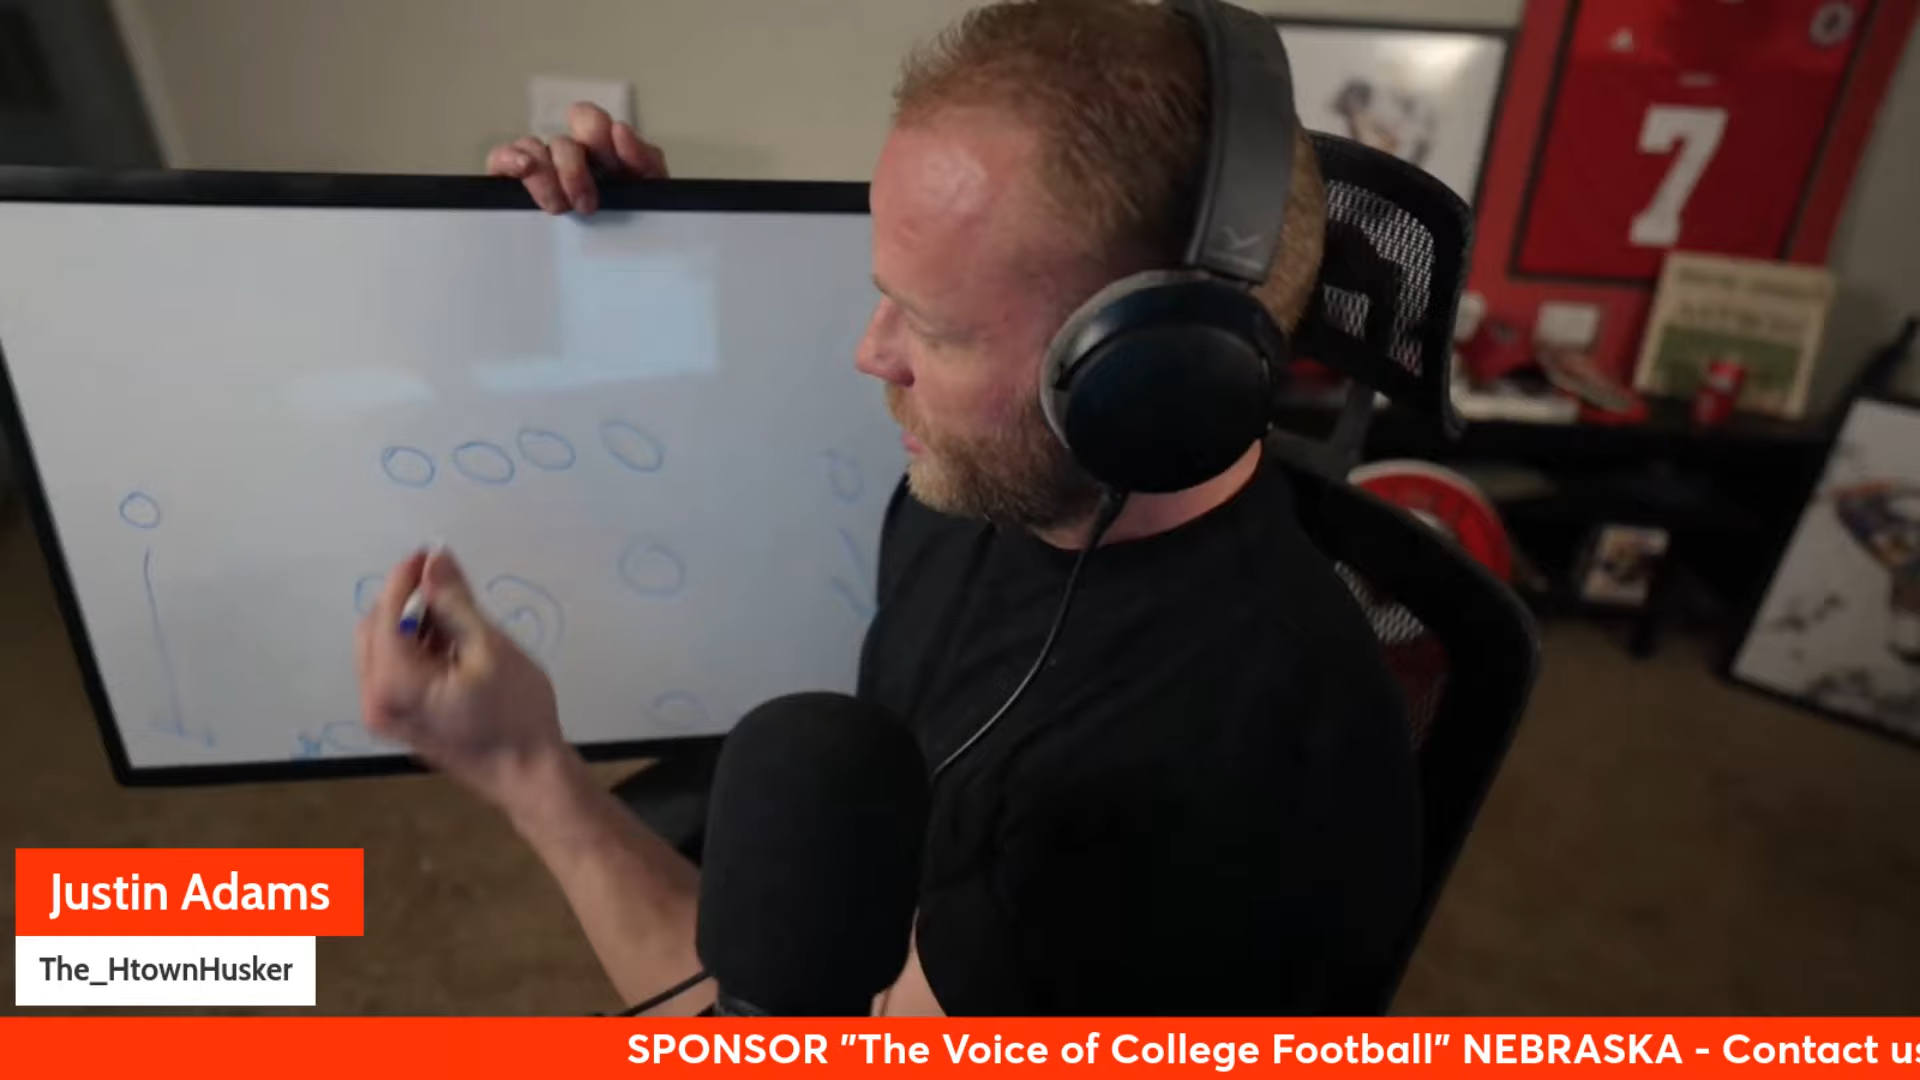 7
Justin Adams
The_HtownHusker
SPONSOR "The Voice of College Football" NEBRASKA - Contact us